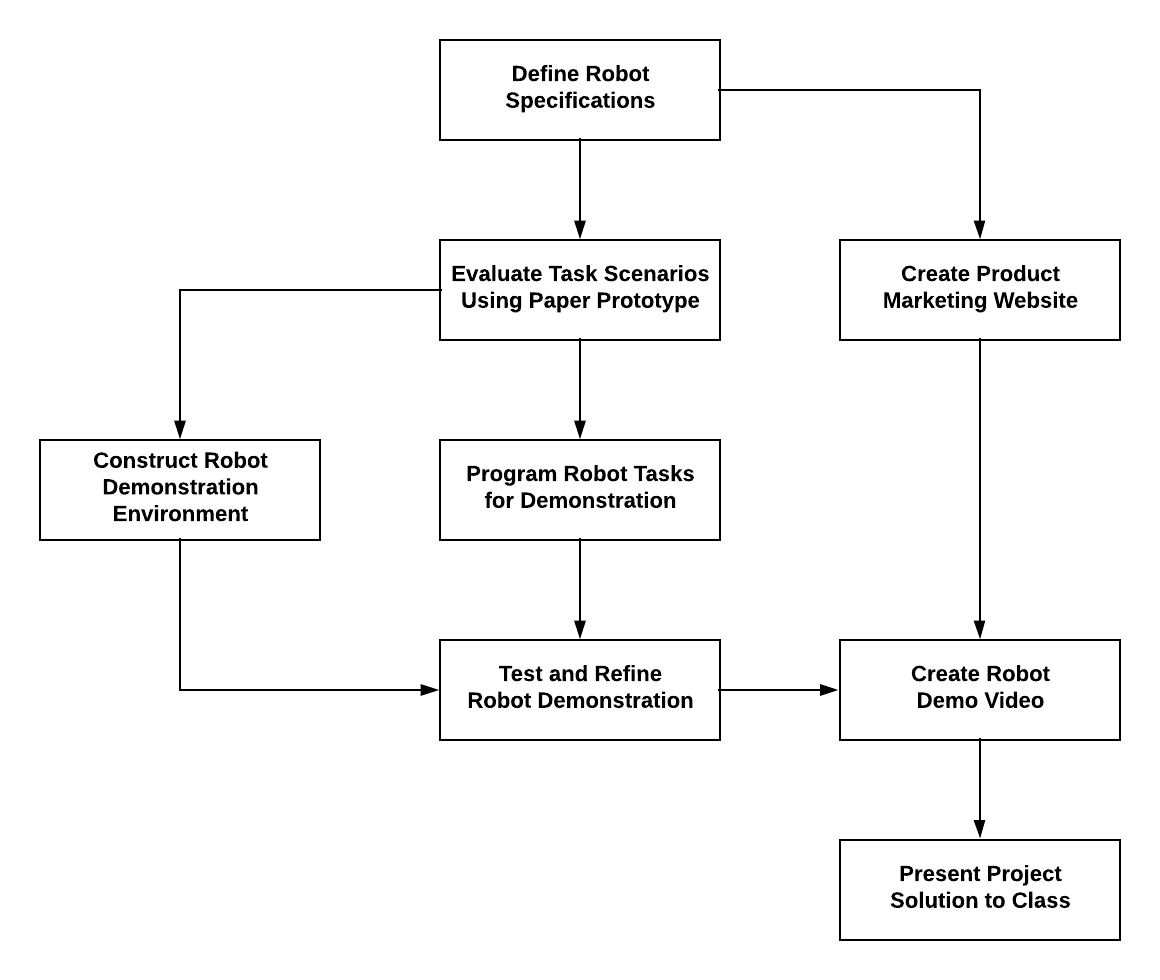 Define Robot
Specifications
Evaluate Task Scenarios
Using Paper Prototype
Create Product
Marketing Website
Construct Robot
Demonstration
Environment
Program Robot Tasks
for Demonstration
Test and Refine
Robot Demonstration
Create Robot
Demo Video
Present Project
Solution to Class